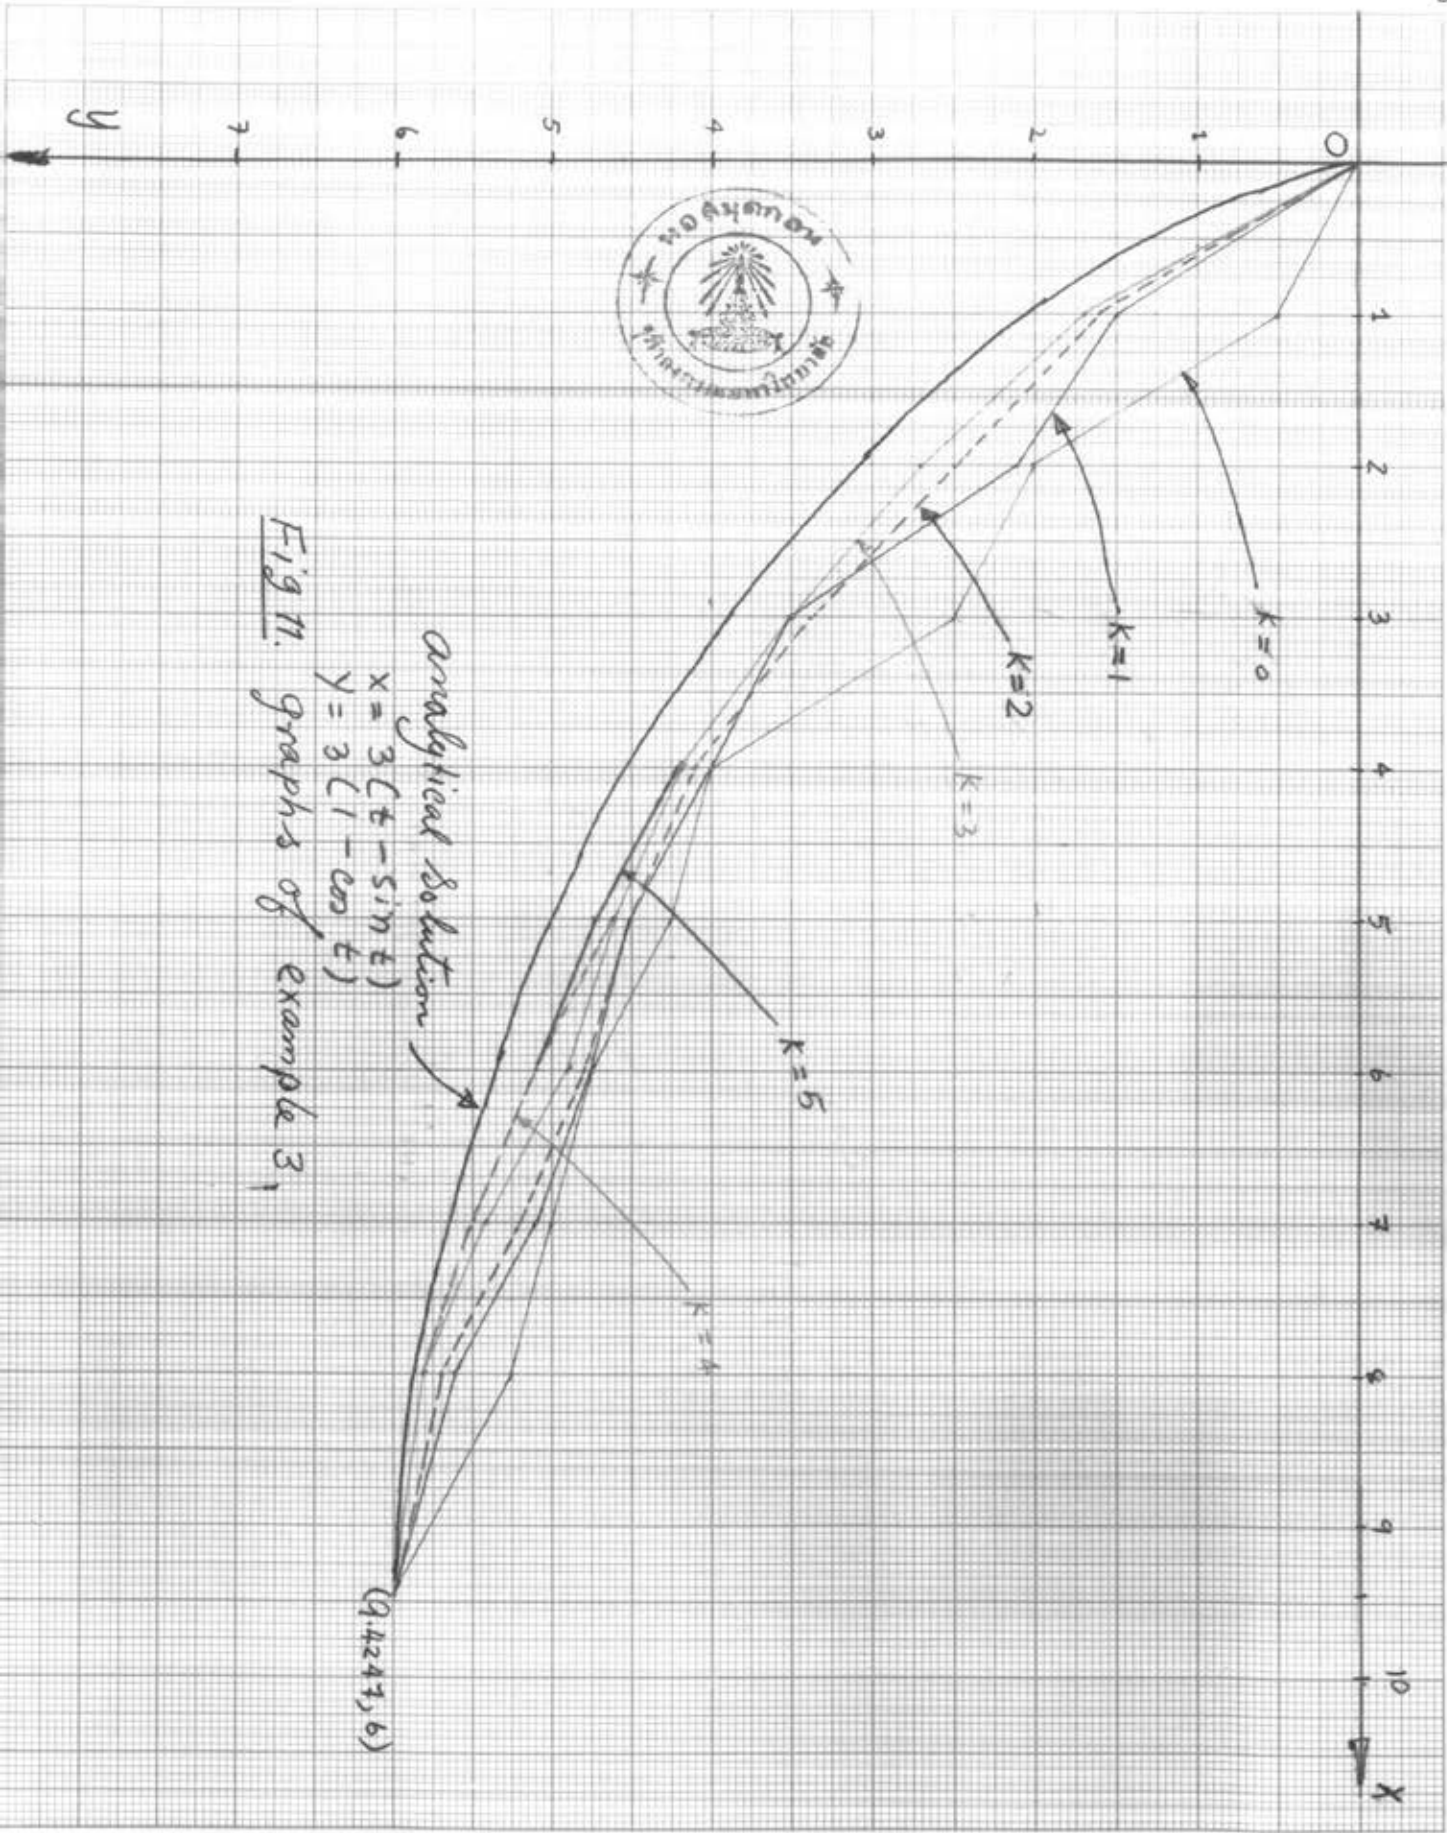 0
1
2
3
4
5
6
7
8
9
10
X
1
2
3
4
5
6
7
y
K=0
K=1
K=2
K=3
K=5
K=4
analytical solution
x = 3(t - sin t)
y = 3(1 - cos t)
(9.4247, 6)
Fig 11. graphs of example 3,